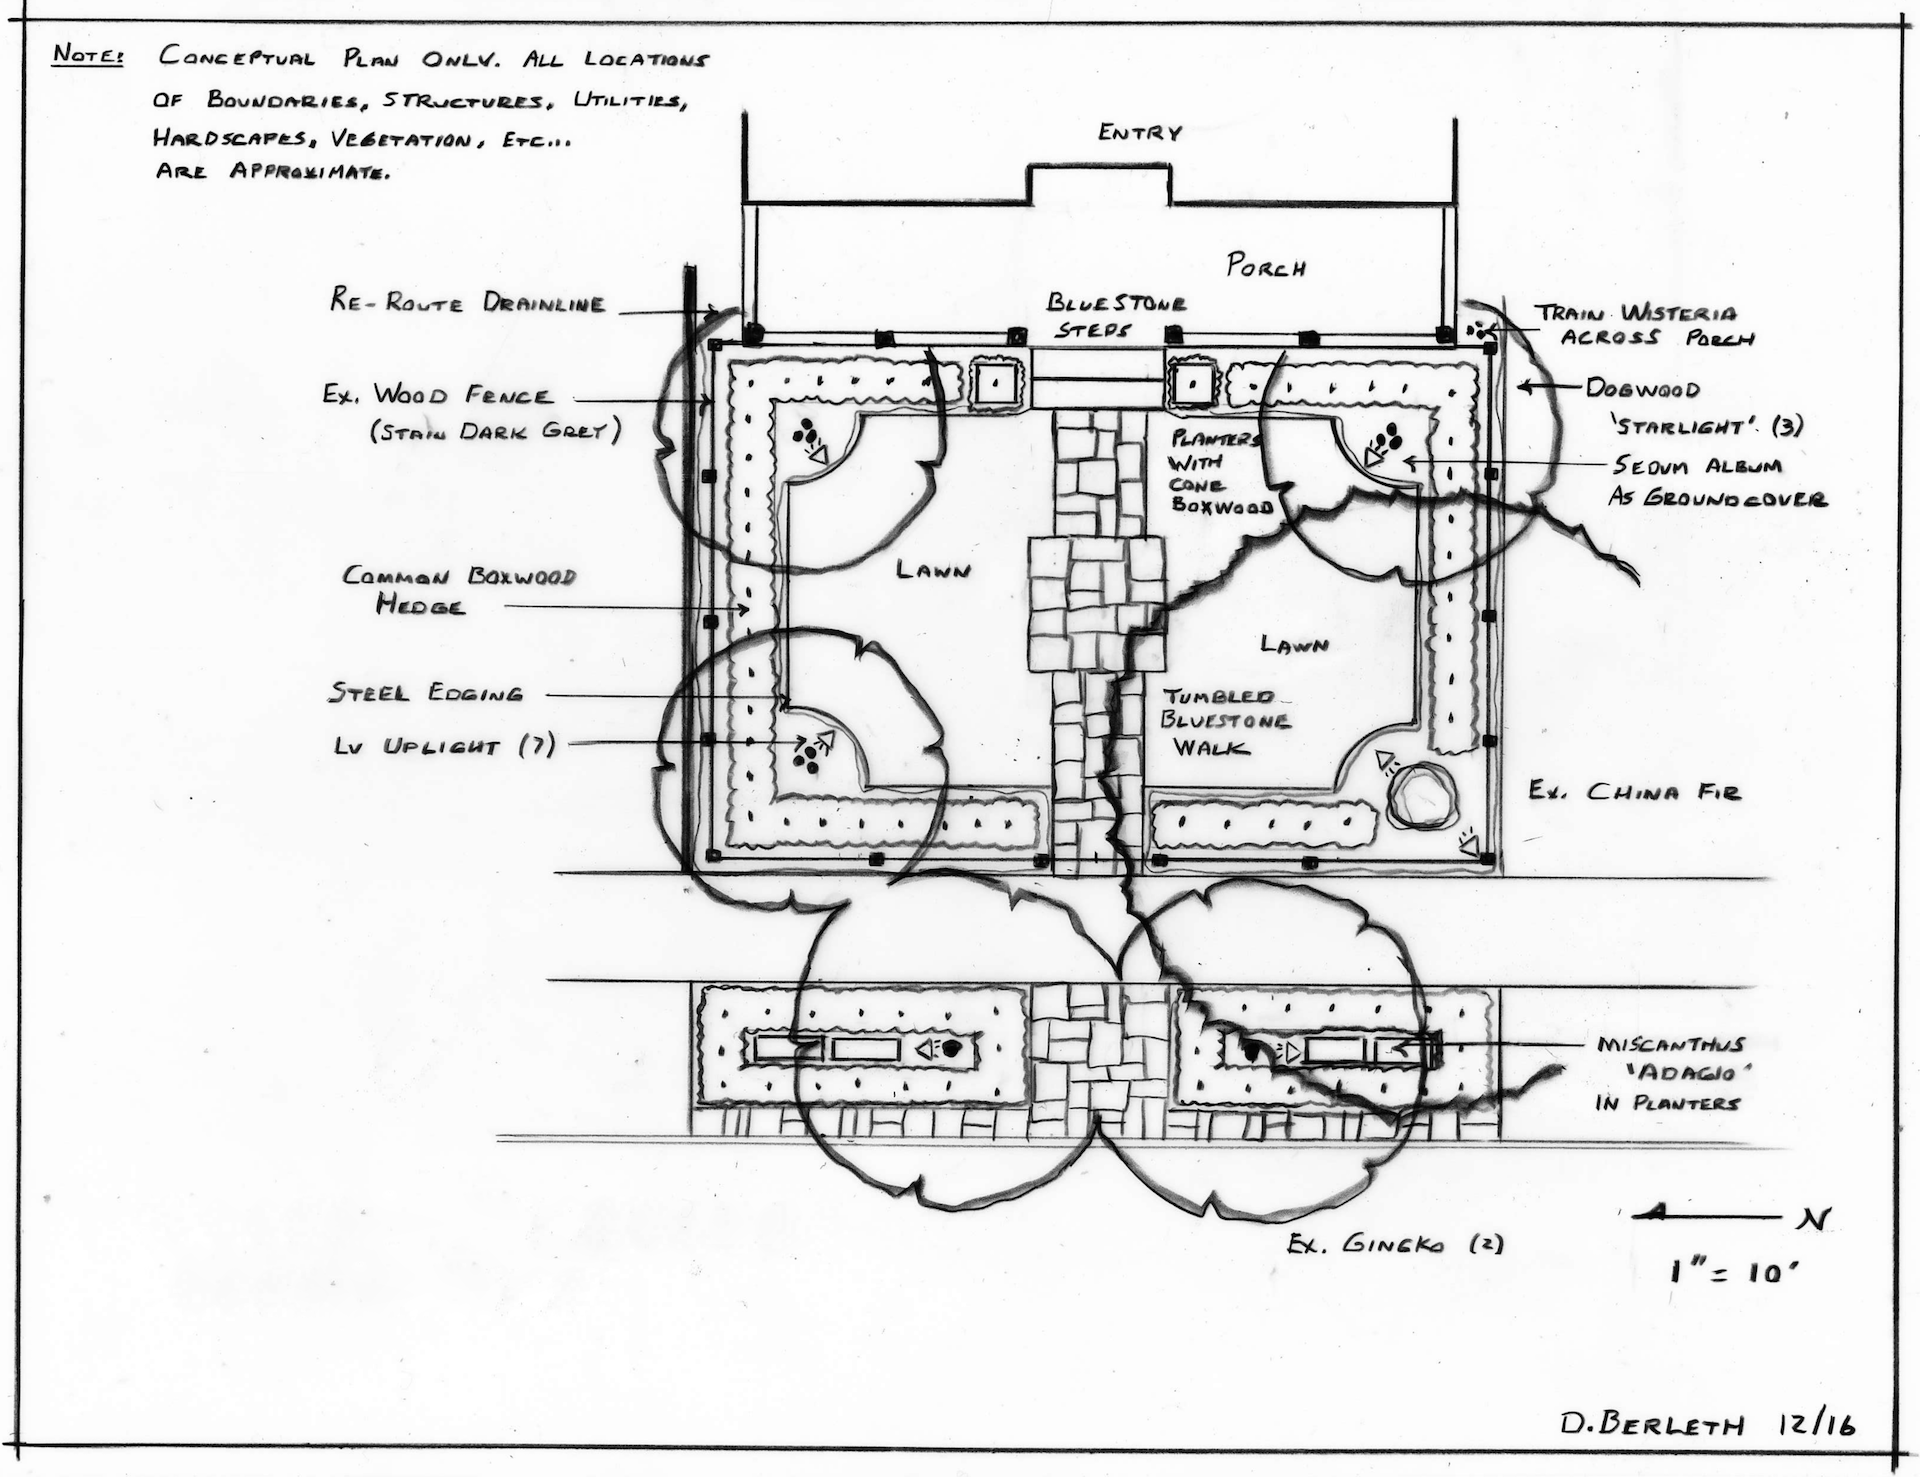 NOTE: CONCEPTUAL PLAN ONLY. ALL LOCATIONS
OF BOUNDARIES, STRUCTURES, UTILITIES,
HARDSCAPES, VEGETATION, ETC...
ARE APPROXIMATE.
ENTRY
PORCH
BLUESTONE
STEPS
RE-ROUTE DRAINLINE
EX. WOOD FENCE
(STAIN DARK GREY)
COMMON BOXWOOD
HEDGE
STEEL EDGING
LV UPLIGHT (7)
TRAIN WISTERIA
ACROSS PORCH
DOGWOOD
'STARLIGHT' (3)
SEDUM ALBUM
AS GROUNDCOVER
PLANTERS
WITH
CONE
BOXWOOD
LAWN
LAWN
TUMBLED
BLUESTONE
WALK
EX. CHINA FIR
MISCANTHUS
'ADAGIO'
IN PLANTERS
EX. GINGKO (2)
N
1" = 10'
D. BERLETH 12/16